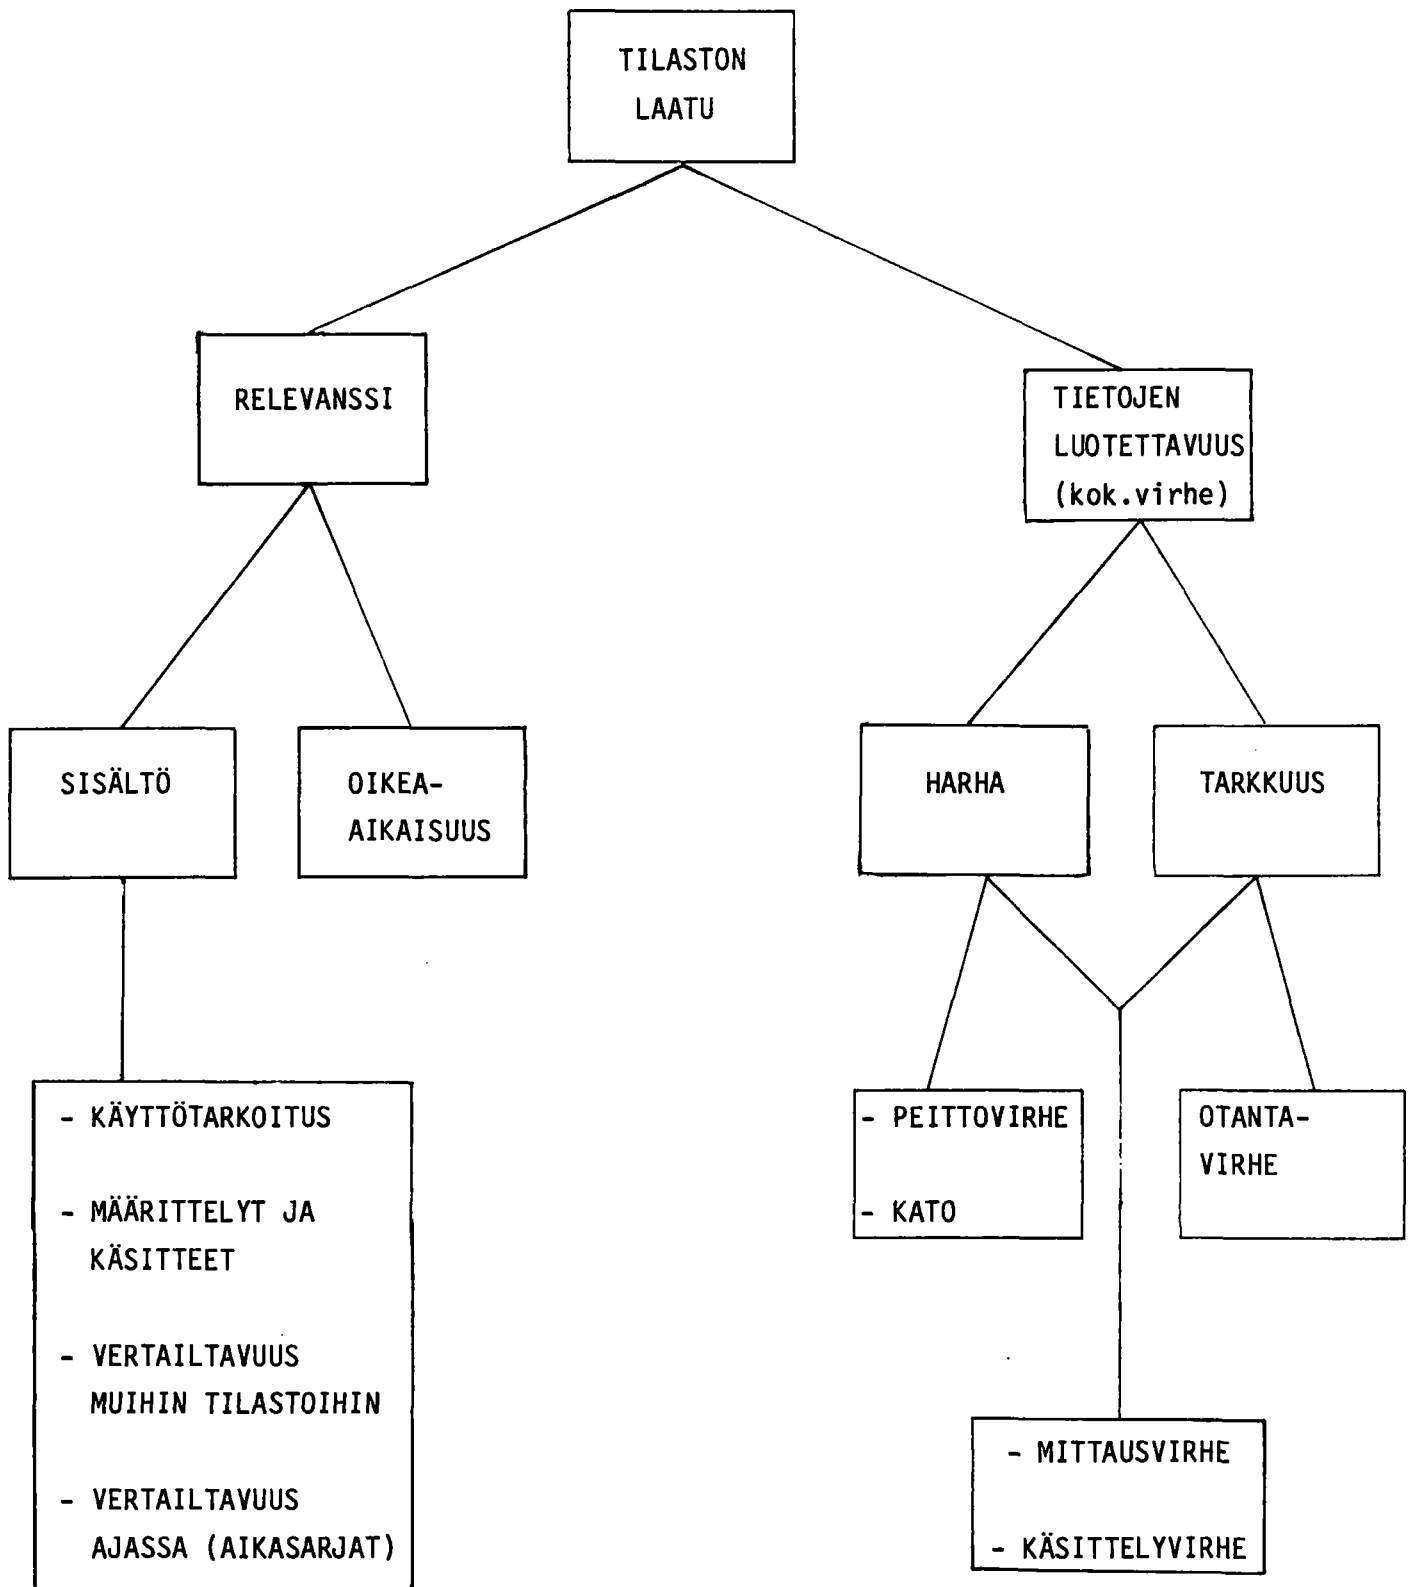 TILASTON
LAATU
RELEVANSSI
TIETOJEN
LUOTETTAVUUS
(kok.virhe)
SISÄLTÖ
OIKEA-
AIKAISUUS
HARHA
TARKKUUS
- KÄYTTÖTARKOITUS
- MÄÄRITTELYT JA
KÄSITTEET
- VERTAILTAVUUS
MUIHIN TILASTOIHIN
- VERTAILTAVUUS
AJASSA (AIKASARJAT)
- PEITTOVIRHE
- KATO
OTANTA-
VIRHE
- MITTAUSVIRHE
- KÄSITTELYVIRHE